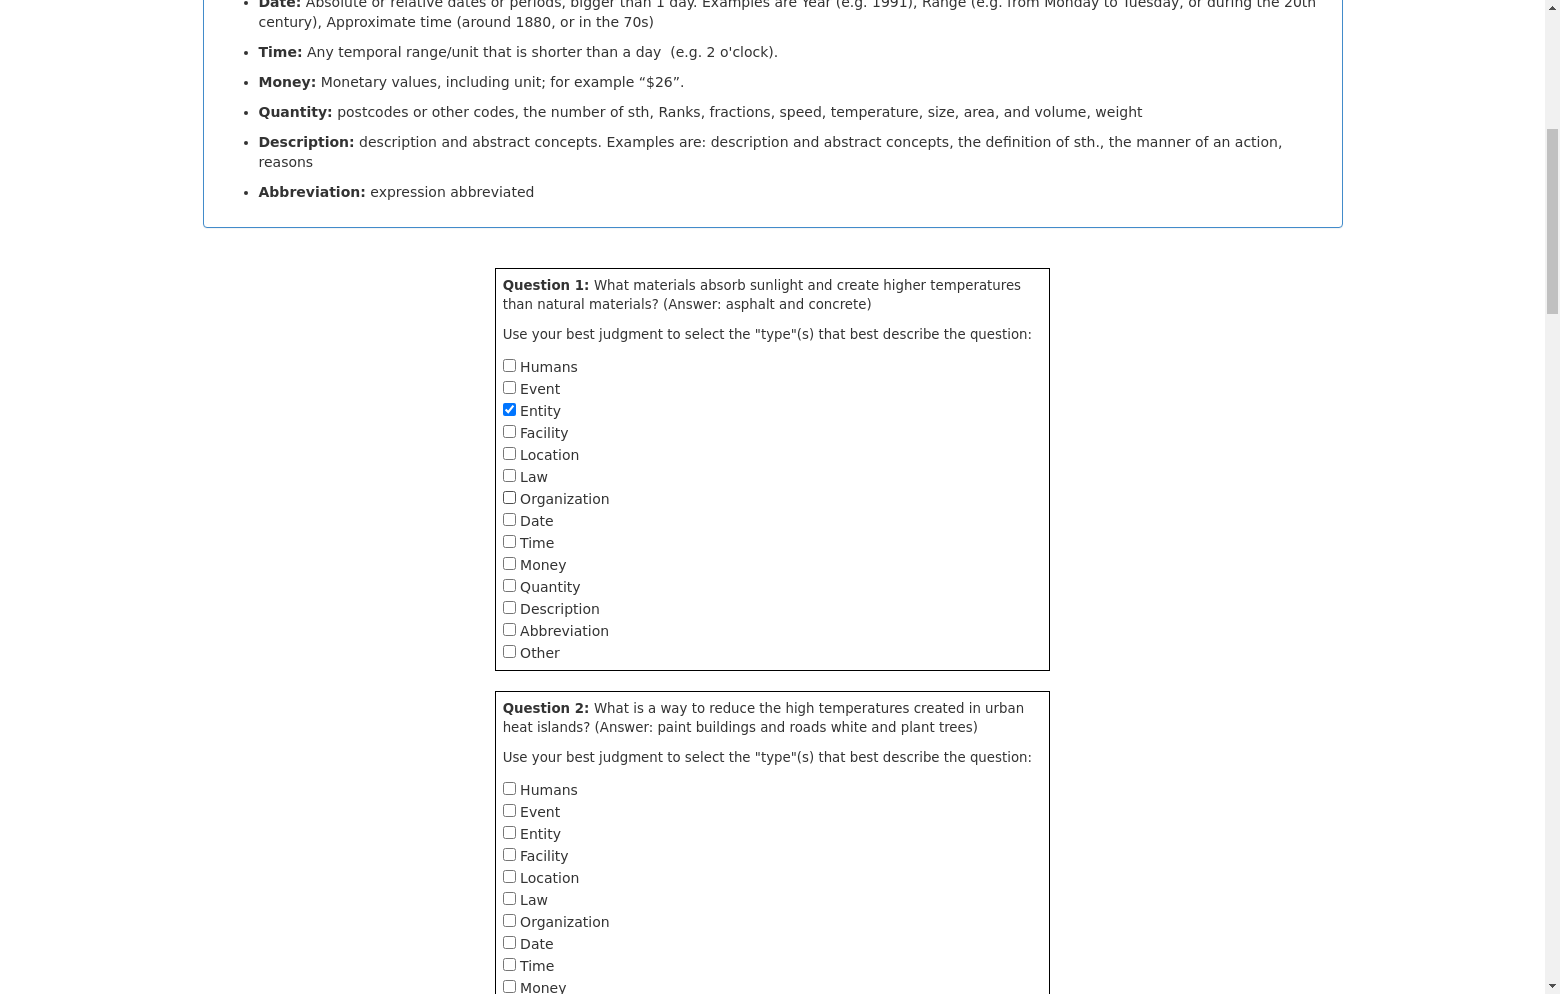 Date: Absolute or relative dates or periods, bigger than 1 day. Examples are Year (e.g. 1991), Range (e.g. from Monday to Tuesday, or during the 20th
century), Approximate time (around 1880, or in the 70s)
Time: Any temporal range/unit that is shorter than a day  (e.g. 2 o'clock).
Money: Monetary values, including unit; for example “$26”.
Quantity: postcodes or other codes, the number of sth, Ranks, fractions, speed, temperature, size, area, and volume, weight
Description: description and abstract concepts. Examples are: description and abstract concepts, the definition of sth., the manner of an action,
reasons
Abbreviation: expression abbreviated
Question 1: What materials absorb sunlight and create higher temperatures
than natural materials? (Answer: asphalt and concrete)
Use your best judgment to select the "type"(s) that best describe the question:
Humans
Event
Entity
Facility
Location
Law
Organization
Date
Time
Money
Quantity
Description
Abbreviation
Other
Question 2: What is a way to reduce the high temperatures created in urban
heat islands? (Answer: paint buildings and roads white and plant trees)
Use your best judgment to select the "type"(s) that best describe the question:
Humans
Event
Entity
Facility
Location
Law
Organization
Date
Time
Money